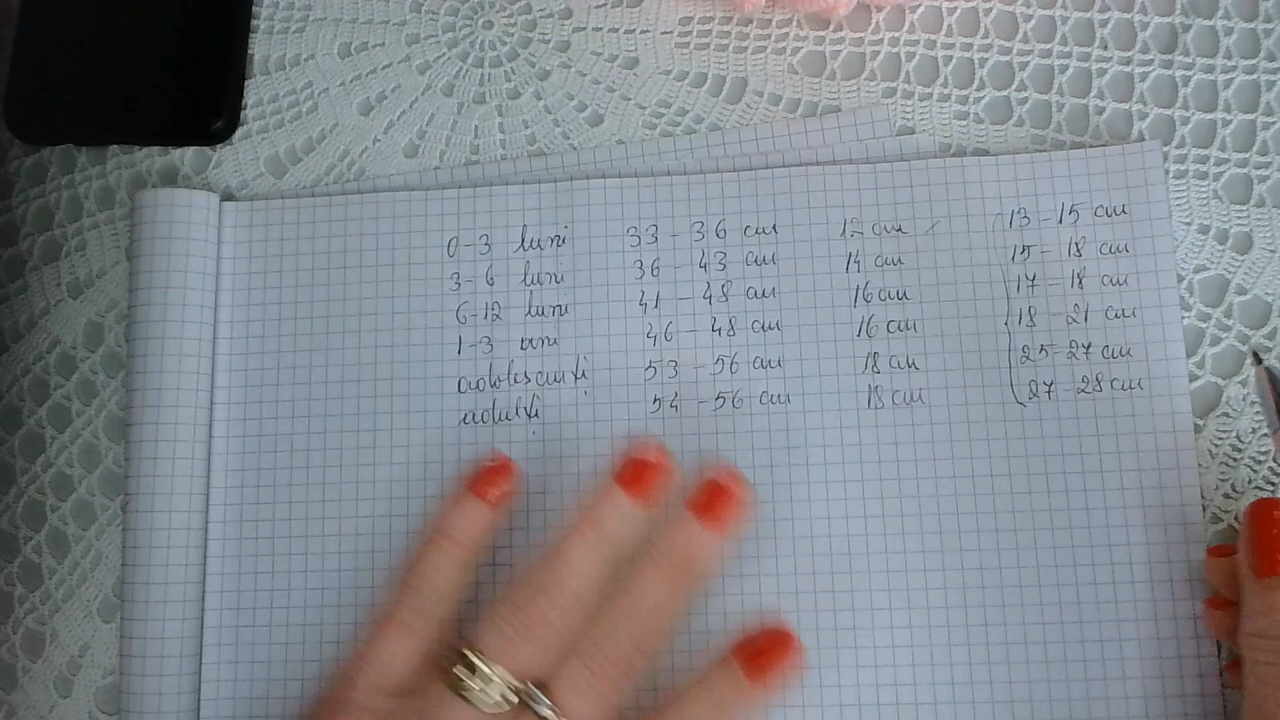 0-3 luni 33 - 36 cm 12 cm 13 - 15 cm
3-6 luni 36 - 43 cm 14 cm 15 - 18 cm
6-12 luni 41 - 48 cm 16 cm 17 - 18 cm
1-3 ani 46 - 48 cm 16 cm 18 - 21 cm
adolescenți 53 - 56 cm 18 cm 25-27 cm
adulți 54 - 56 cm 18 cm 27 - 28 cm